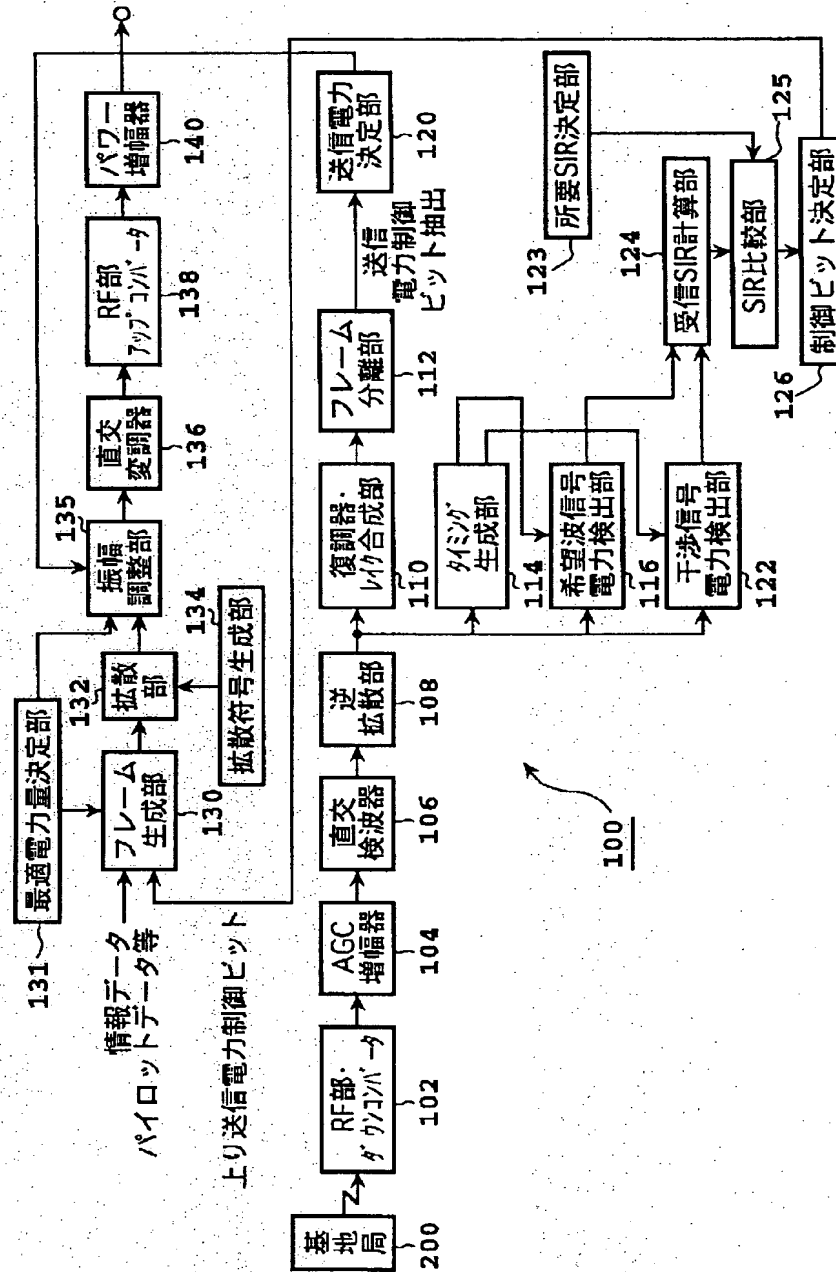 最適電力量決定部
131
情報データ
パイロットデータ等
フレーム
生成部
130
拡散
部
132
拡散符号生成部
134
振幅
調整部
135
直交
変調器
136
RF部
アップコンバータ
138
パワー
増幅器
140
上り送信電力制御ビット
基地
局
200
RF部・
ダウンコンバータ
102
AGC
増幅器
104
直交
検波器
106
逆
拡散部
108
復調器・
レイク合成部
110
フレーム
分離部
112
送信
電力制御
ビット抽出
送信電力
決定部
120
タイミング
生成部
114
希望波信号
電力検出部
116
干渉信号
電力検出部
122
所要SIR決定部
123
受信SIR計算部
124
SIR比較部
125
制御ビット決定部
126
100